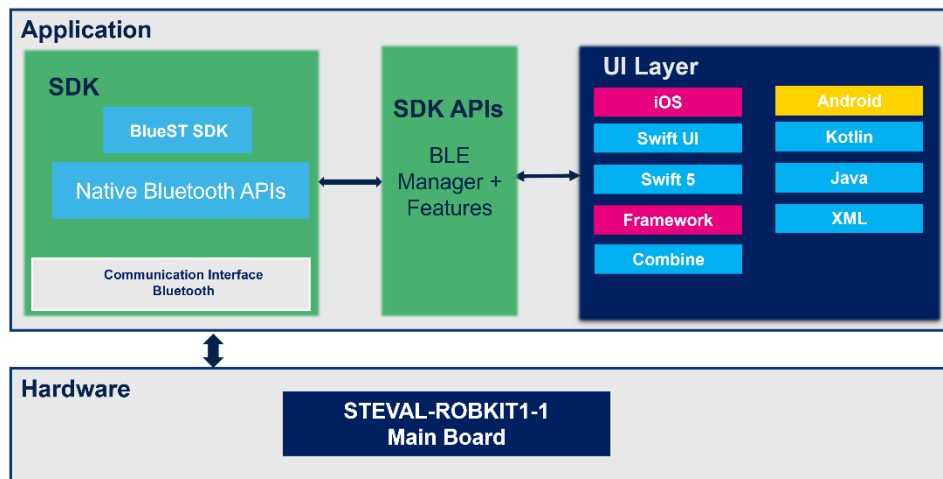 Application
SDK
BlueST SDK
Native Bluetooth APIs
Communication Interface
Bluetooth
SDK APIs
BLE
Manager +
Features
UI Layer
iOS
Swift UI
Swift 5
Framework
Combine
Android
Kotlin
Java
XML
Hardware
STEVAL-ROBKIT1-1
Main Board